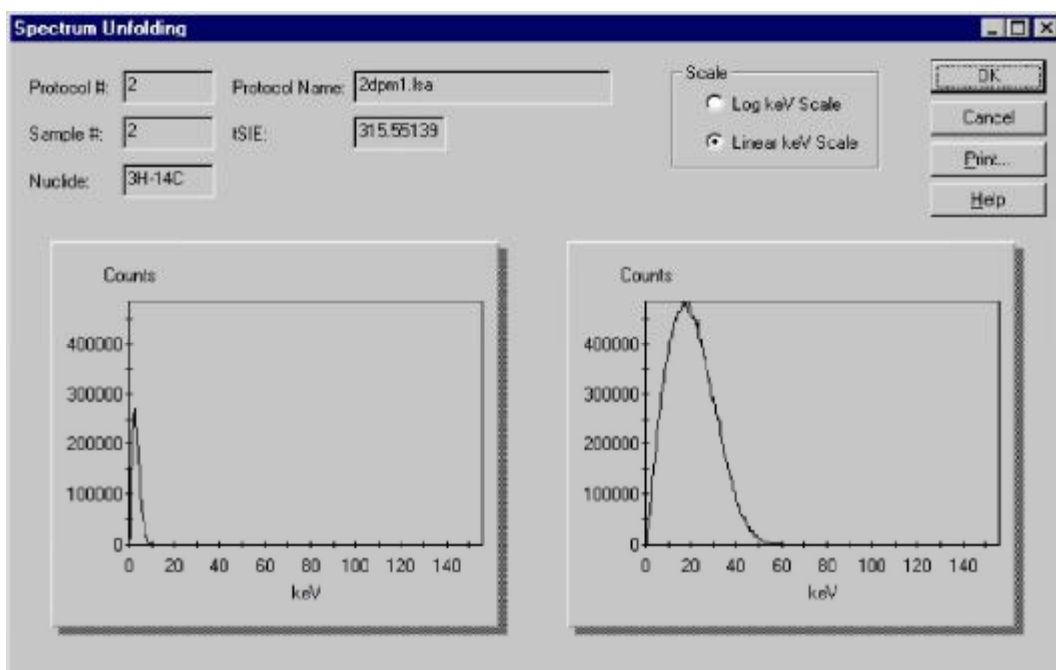 Spectrum Unfolding
Protocol #: 2 Protocol Name: 2dpm1.lsa
Sample #: 2 tSIE: 315.55139
Nuclide: 3H-14C
Scale
Log keV Scale
Linear keV Scale
OK
Cancel
Print...
Help
Counts
400000
300000
200000
100000
0
0 20 40 60 80 100 120 140
keV
Counts
400000
300000
200000
100000
0
0 20 40 60 80 100 120 140
keV